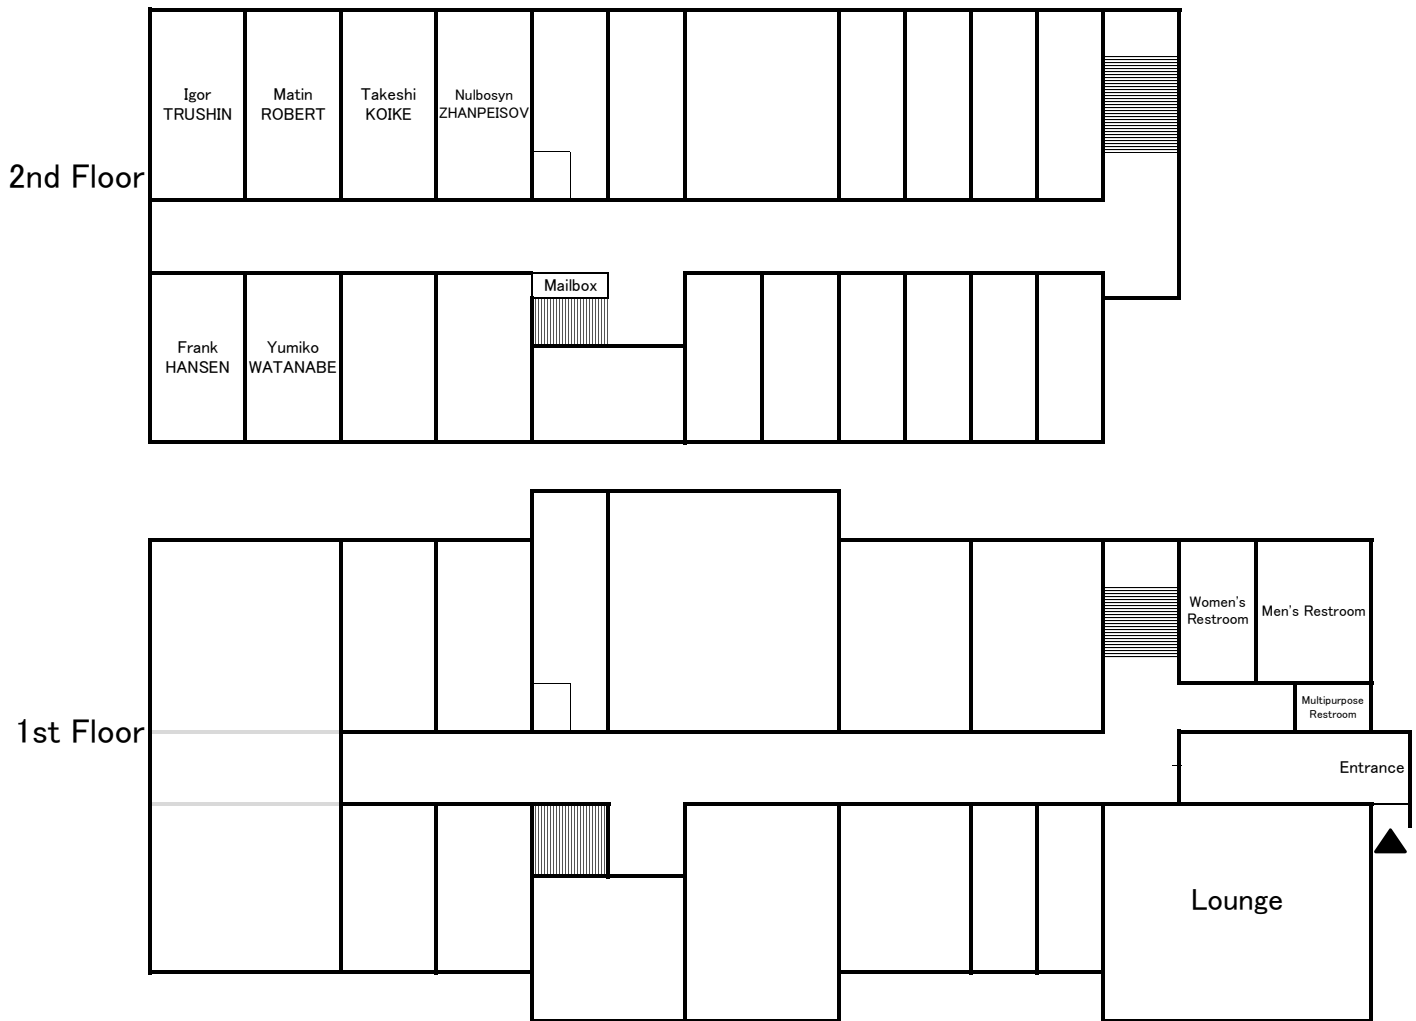 Igor
TRUSHIN
Matin
ROBERT
Takeshi
KOIKE
Nulbosyn
ZHANPEISOV
2nd Floor
Mailbox
Frank
HANSEN
Yumiko
WATANABE
Women's
Restroom
Men's Restroom
Multipurpose
Restroom
1st Floor
Entrance
Lounge